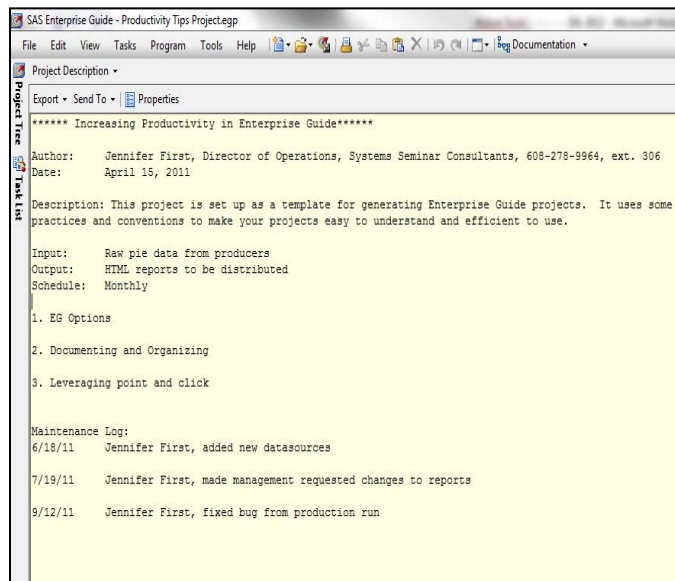 SAS Enterprise Guide - Productivity Tips Project.egp
File Edit View Tasks Program Tools Help Documentation
Project Description
Export Send To Properties
Project Tree
Task List
****** Increasing Productivity in Enterprise Guide******
Author: Jennifer First, Director of Operations, Systems Seminar Consultants, 608-278-9964, ext. 306
Date: April 15, 2011
Description: This project is set up as a template for generating Enterprise Guide projects. It uses some
practices and conventions to make your projects easy to understand and efficient to use.
Input: Raw pie data from producers
Output: HTML reports to be distributed
Schedule: Monthly
1. EG Options
2. Documenting and Organizing
3. Leveraging point and click
Maintenance Log:
6/18/11 Jennifer First, added new datasources
7/19/11 Jennifer First, made management requested changes to reports
9/12/11 Jennifer First, fixed bug from production run